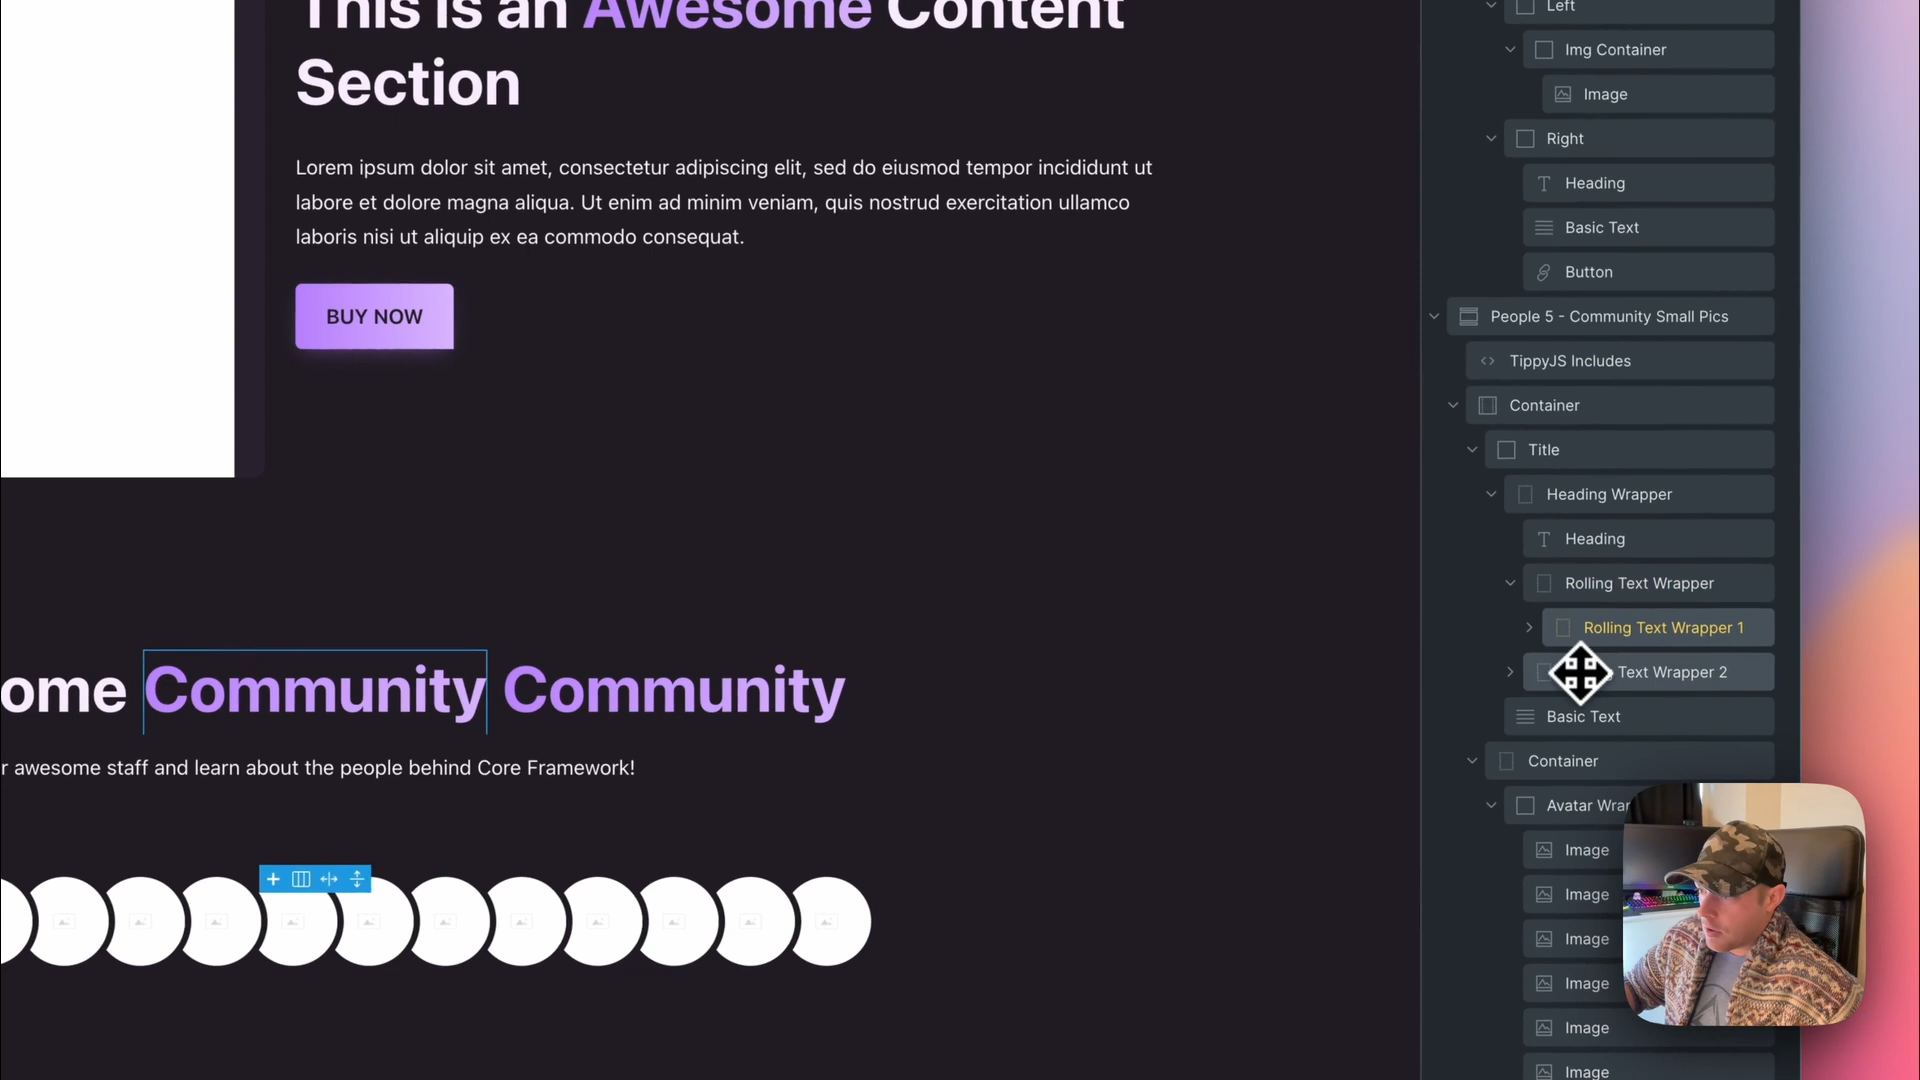 This is an Awesome Content
Section
Lorem ipsum dolor sit amet, consectetur adipiscing elit, sed do eiusmod tempor incididunt ut
labore et dolore magna aliqua. Ut enim ad minim veniam, quis nostrud exercitation ullamco
laboris nisi ut aliquip ex ea commodo consequat.
BUY NOW
ome Community Community
r awesome staff and learn about the people behind Core Framework!
Left
Img Container
Image
Right
Heading
Basic Text
Button
People 5 - Community Small Pics
TippyJS Includes
Container
Title
Heading Wrapper
Heading
Rolling Text Wrapper
Rolling Text Wrapper 1
Text Wrapper 2
Basic Text
Container
Avatar Wra
Image
Image
Image
Image
Image
Image